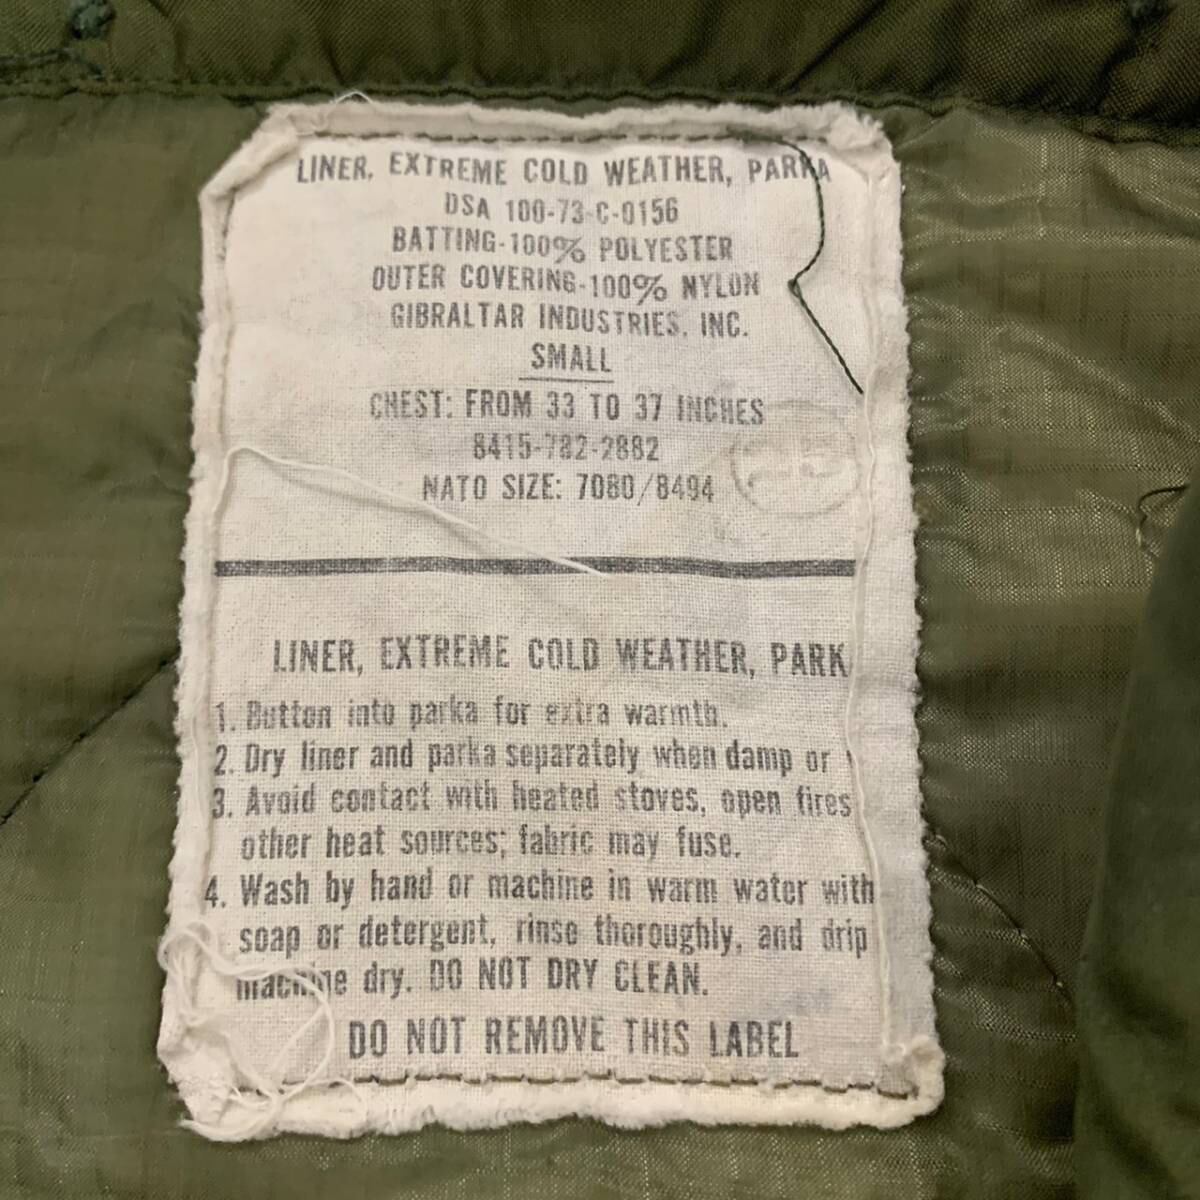 LINER, EXTREME COLD WEATHER, PARKA
DSA 100-73-C-0156
BATTING-100% POLYESTER
OUTER COVERING-100% NYLON
GIBRALTAR INDUSTRIES, INC.
SMALL
CHEST: FROM 33 TO 37 INCHES
8415-782-2882
NATO SIZE: 7080/8494
25
LINER, EXTREME COLD WEATHER, PARK
1. Button into parka for extra warmth.
2. Dry liner and parka separately when damp or
3. Avoid contact with heated stoves, open fires
other heat sources; fabric may fuse.
4. Wash by hand or machine in warm water with
soap or detergent, rinse thoroughly, and drip
machine dry. DO NOT DRY CLEAN.
DO NOT REMOVE THIS LABEL